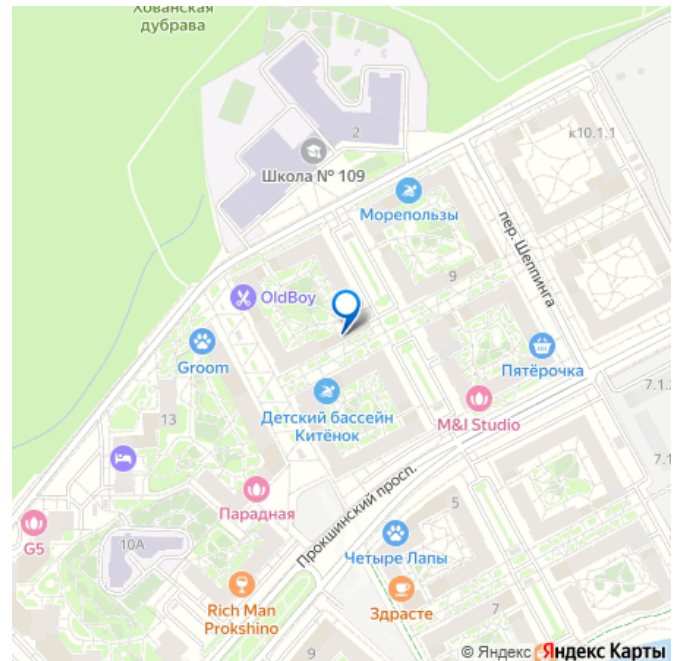 Хованская
дубрава
2
к10.1.1
Школа № 109
Морепользы
пер. Шеппинга
9
OldBoy
Groom
Пятёрочка
7.1.
Детский бассейн
Китёнок
M&I Studio
13
7.1
Парадная
Прокшинский просп.
5
G5
10А
Четыре Лапы
Rich Man
Prokshino
Здрасте
7
9
© Яндекс Яндекс Карты